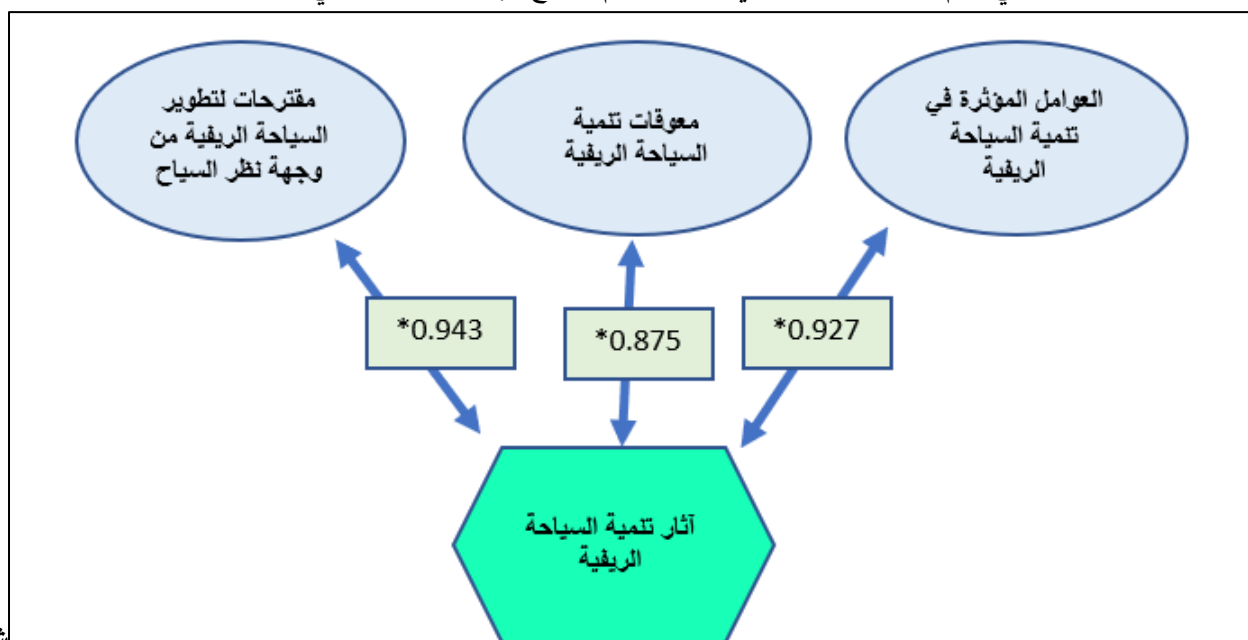 العوامل المؤثرة في
تنمية السياحة
الريفية
معوقات تنمية
السياحة الريفية
مقترحات لتطوير
السياحة الريفية من
وجهة نظر السياح
*0.927
*0.875
*0.943
آثار تنمية السياحة
الريفية